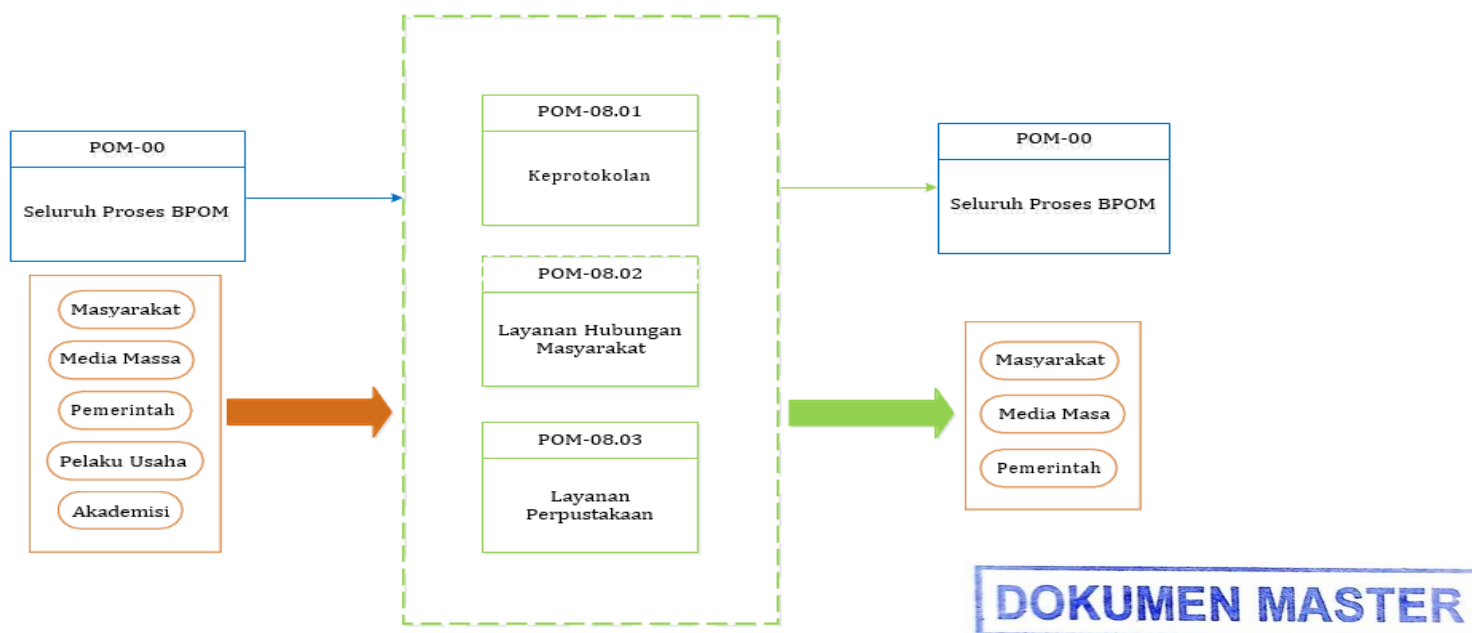 POM-00
Seluruh Proses BPOM
Masyarakat
Media Massa
Pemerintah
Pelaku Usaha
Akademisi
POM-08.01
Keprotokolan
POM-08.02
Layanan Hubungan
Masyarakat
POM-08.03
Layanan
Perpustakaan
POM-00
Seluruh Proses BPOM
Masyarakat
Media Masa
Pemerintah
DOKUMEN MASTER